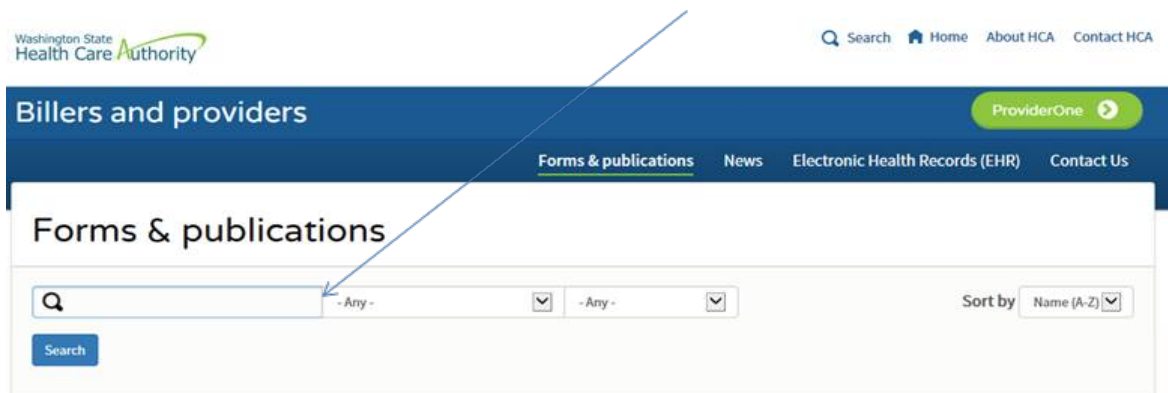 Washington State
Health Care Authority
Search Home About HCA Contact HCA
Billers and providers
ProviderOne
Forms & publications News Electronic Health Records (EHR) Contact Us
Forms & publications
- Any - - Any - Sort by Name (A-Z)
Search